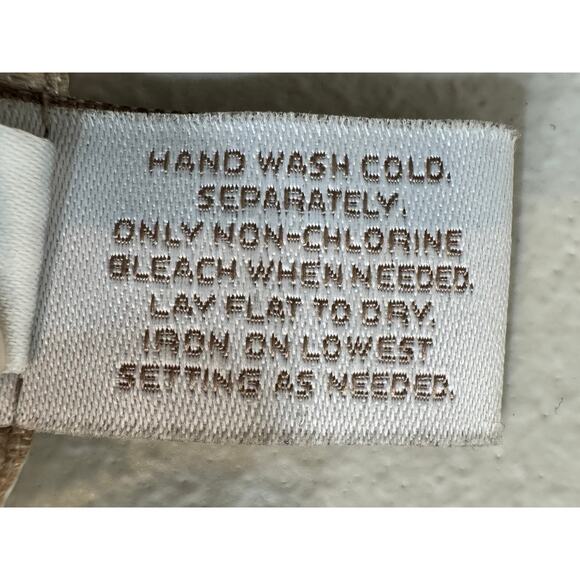 HAND WASH COLD.
SEPARATELY.
ONLY NON-CHLORINE
BLEACH WHEN NEEDED.
LAY FLAT TO DRY.
IRON ON LOWEST
SETTING AS NEEDED.